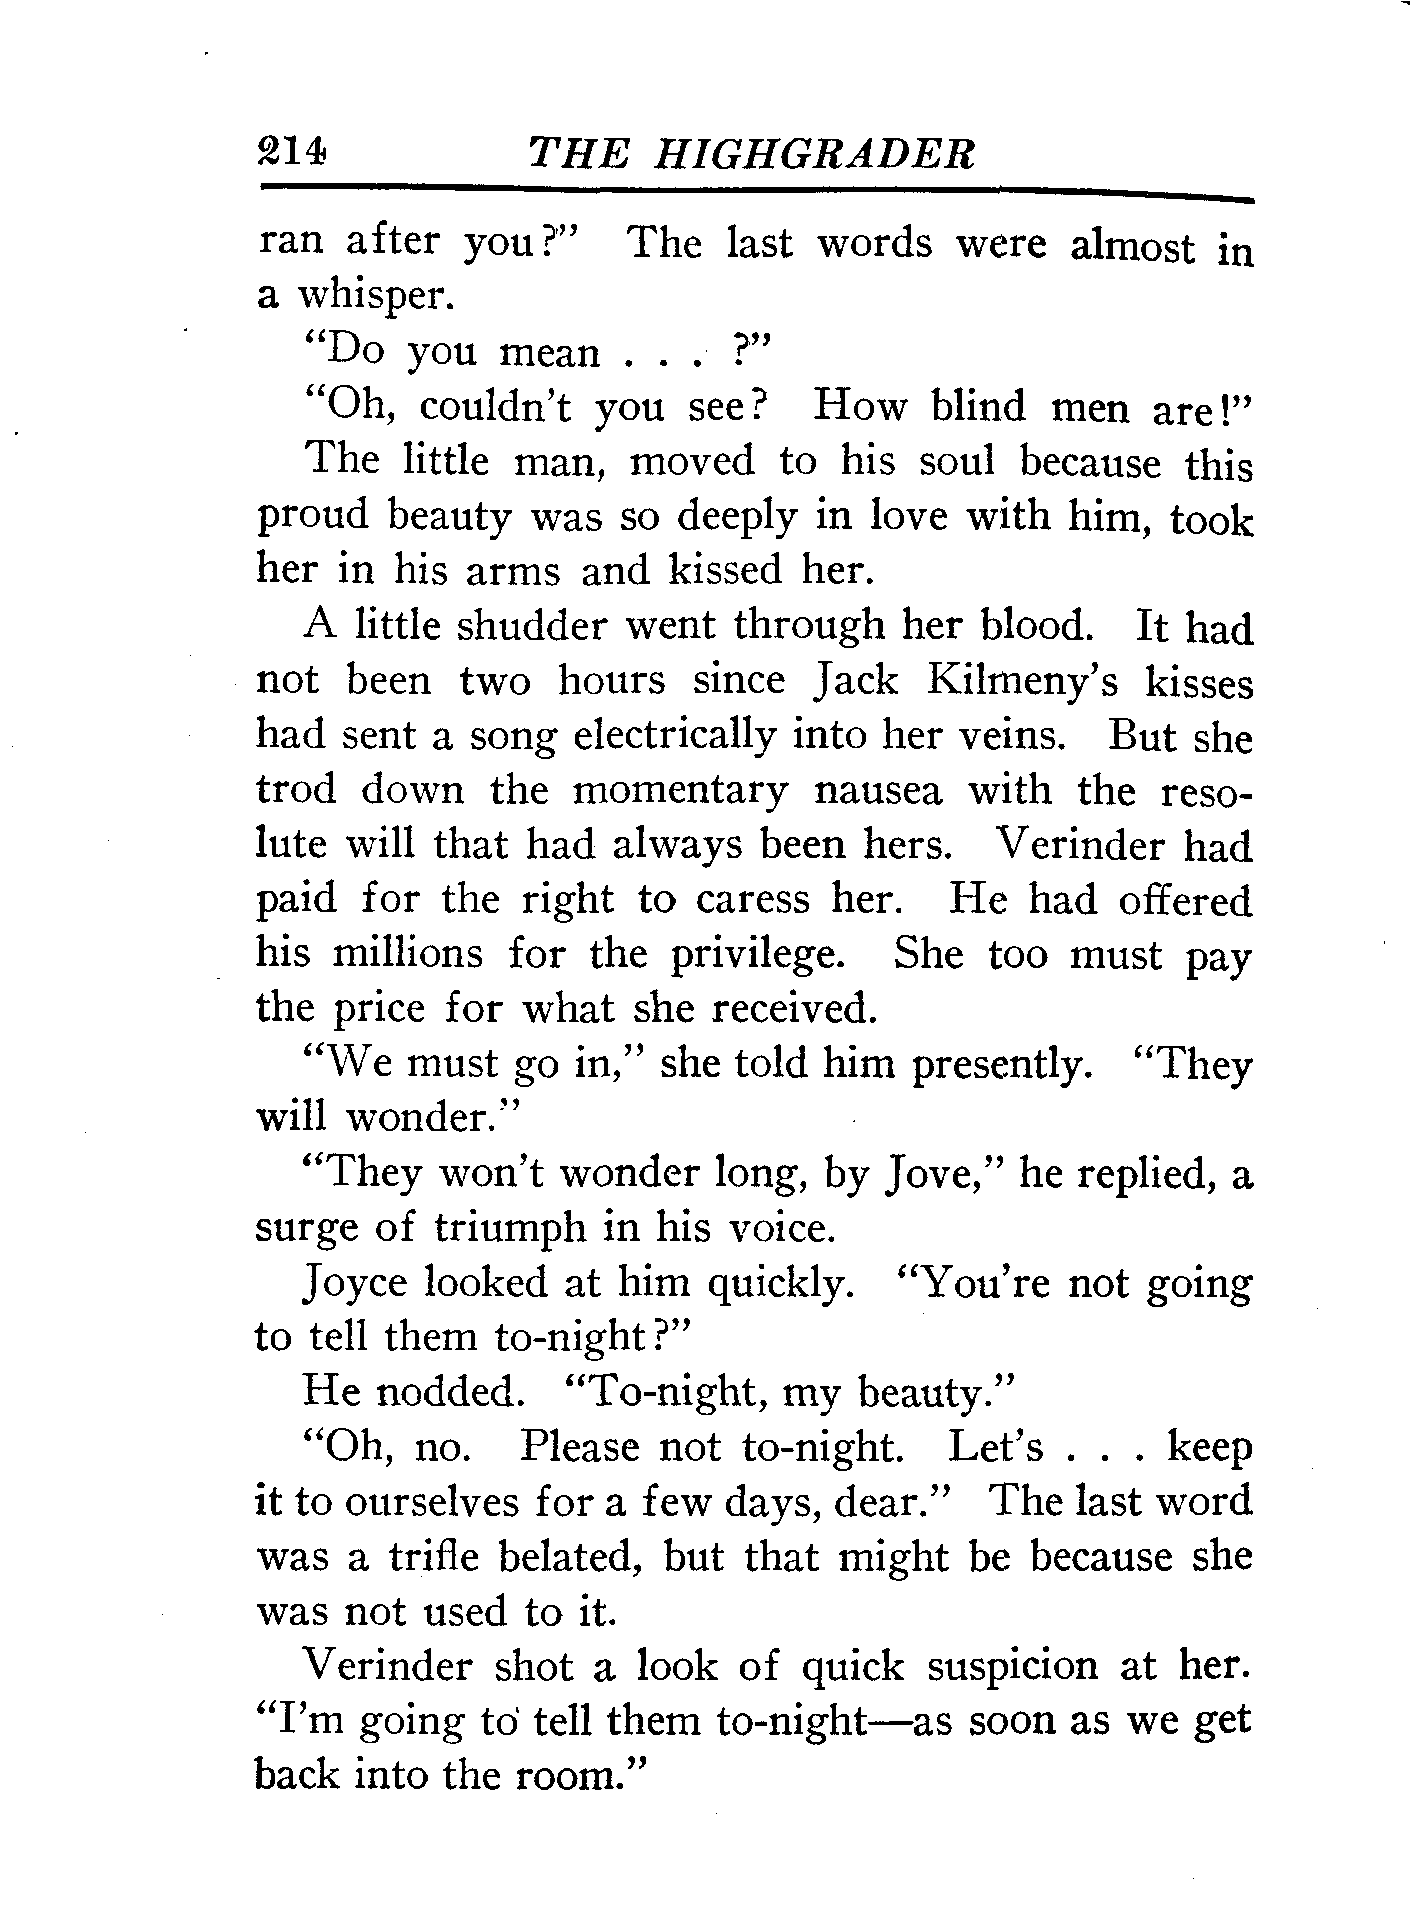 214 THE HIGHGRADER
ran after you?” The last words were almost in
a whisper.
“Do you mean . . . ?”
“Oh, couldn’t you see? How blind men are!”
The little man, moved to his soul because this
proud beauty was so deeply in love with him, took
her in his arms and kissed her.
A little shudder went through her blood. It had
not been two hours since Jack Kilmeny’s kisses
had sent a song electrically into her veins. But she
trod down the momentary nausea with the reso-
lute will that had always been hers. Verinder had
paid for the right to caress her. He had offered
his millions for the privilege. She too must pay
the price for what she received.
“We must go in,” she told him presently. “They
will wonder.”
“They won’t wonder long, by Jove,” he replied, a
surge of triumph in his voice.
Joyce looked at him quickly. “You’re not going
to tell them to-night?”
He nodded. “To-night, my beauty.”
“Oh, no. Please not to-night. Let’s . . . keep
it to ourselves for a few days, dear.” The last word
was a trifle belated, but that might be because she
was not used to it.
Verinder shot a look of quick suspicion at her.
“I’m going to tell them to-night—as soon as we get
back into the room.”